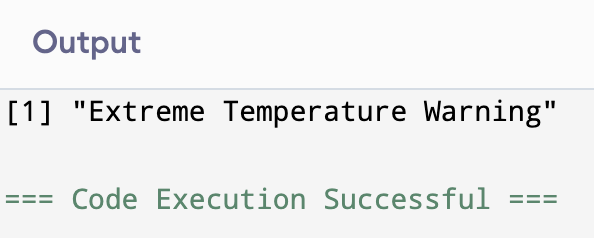 Output
[1] "Extreme Temperature Warning"
=== Code Execution Successful ===